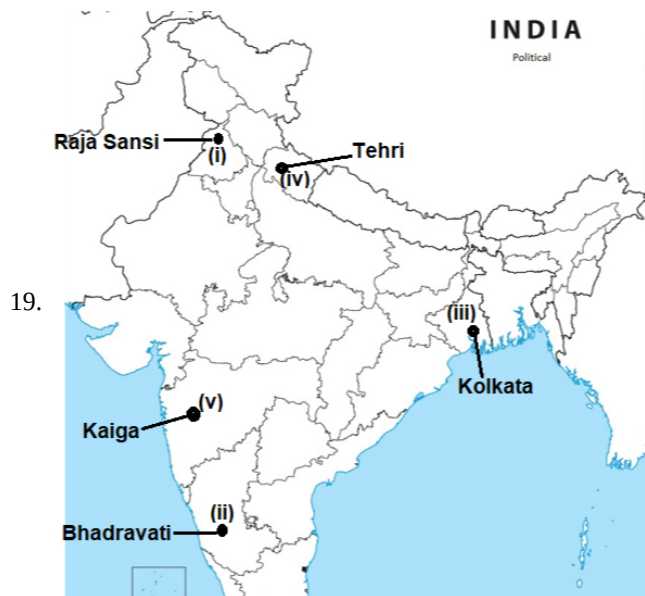 INDIA
Political
Raja Sansi
(i)
Tehri
(iv)
19.
(iii)
Kolkata
(v)
Kaiga
(ii)
Bhadravati